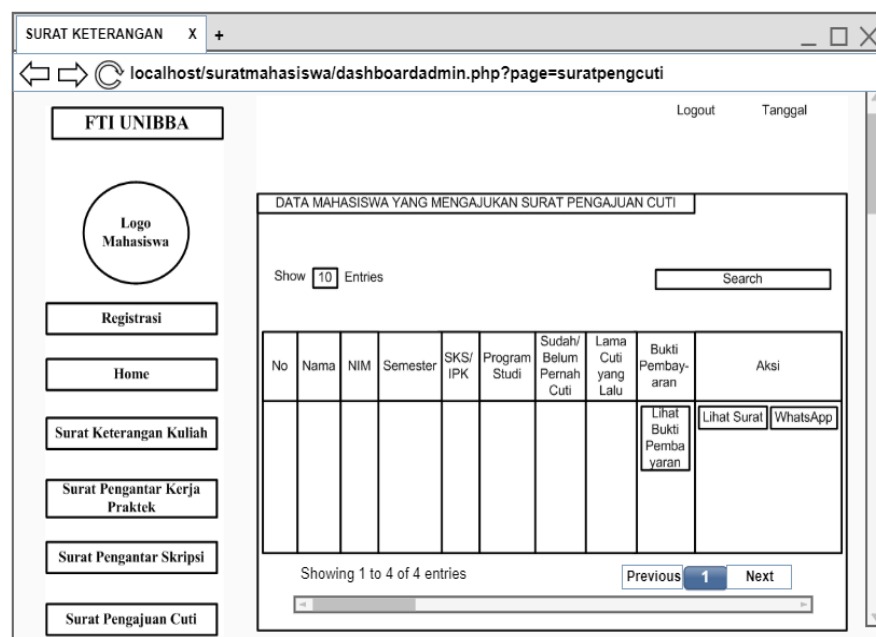 SURAT KETERANGAN X +
localhost/suratmahasiswa/dashboardadmin.php?page=suratpengcuti
FTI UNIBBA
Logo
Mahasiswa
Registrasi
Home
Surat Keterangan Kuliah
Surat Pengantar Kerja
Praktek
Surat Pengantar Skripsi
Surat Pengajuan Cuti
Logout Tanggal
DATA MAHASISWA YANG MENGAJUKAN SURAT PENGAJUAN CUTI
Show 10 Entries
Search
No
Nama
NIM
Semester
SKS/
IPK
Program
Studi
Sudah/
Belum
Pernah
Cuti
Lama
Cuti
yang
Lalu
Bukti
Pembay-
aran
Aksi
Lihat
Bukti
Pemba
yaran
Lihat Surat
WhatsApp
Showing 1 to 4 of 4 entries
Previous 1 Next